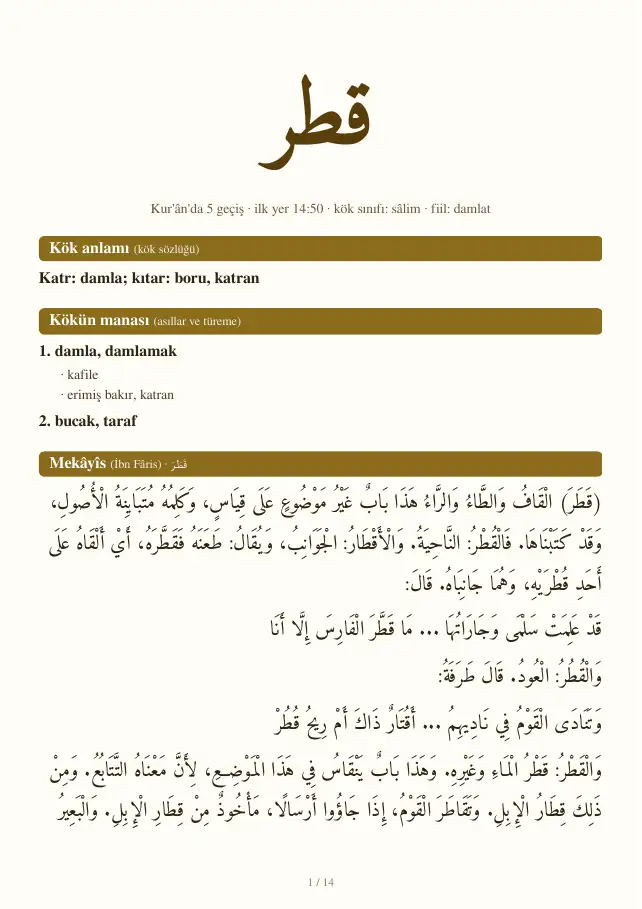 قطر
Kur'ân'da 5 geçiş · ilk yer 14:50 · kök sınıfı: sâlim · fiil: damlat
Kök anlamı (kök sözlüğü)
Katr: damla; kıtar: boru, katran
Kökün manası (asıllar ve türeme)
1. damla, damlamak
· kafile
· erimiş bakır, katran
2. bucak, taraf
Mekâyîs (İbn Fâris) · قَطَرَ
(قَطَرَ) الْقَافُ وَالطَّاءُ وَالرَّاءُ هَذَا بَابٌ غَيْرُ مَوْضُوعٍ عَلَى قِيَاسٍ، وَكَلِمُهُ مُتَبَايِنَةُ الْأُصُولِ،
وَقَدْ كَتَبْنَاهَا. فَالْقُطْرُ: النَّاحِيَةُ. وَالْأَقْطَارُ: الْجَوَانِبُ، وَيُقَالُ: طَعَنَهُ فَقَطَّرَهُ، أَيْ أَلْقَاهُ عَلَى
أَحَدِ قُطْرَيْهِ، وَهُمَا جَانِبَاهُ. قَالَ:
قَدْ عَلِمَتْ سَلْمَى وَجَارَاتُهَا ... مَا قَطَّرَ الْفَارِسَ إِلَّا أَنَا
وَالْقُطُرُ: الْعُودُ. قَالَ طَرَفَةُ:
وَتَنَادَى الْقَوْمُ فِي نَادِيهِمُ ... أَقُتَارٌ ذَاكَ أَمْ رِيحُ قُطُرْ
وَالْقَطْرُ: قَطْرُ الْمَاءِ وَغَيْرِهِ. وَهَذَا بَابٌ يَنْقَاسُ فِي هَذَا الْمَوْضِعِ، لِأَنَّ مَعْنَاهُ التَّتَابُعُ. وَمِنْ
ذَلِكَ قِطَارُ الْإِبِلِ. وَتَقَاطَرَ الْقَوْمُ، إِذَا جَاؤُوا أَرْسَالًا، مَأْخُوذٌ مِنْ قِطَارِ الْإِبِلِ. وَالْبَعِيرُ
1 / 14